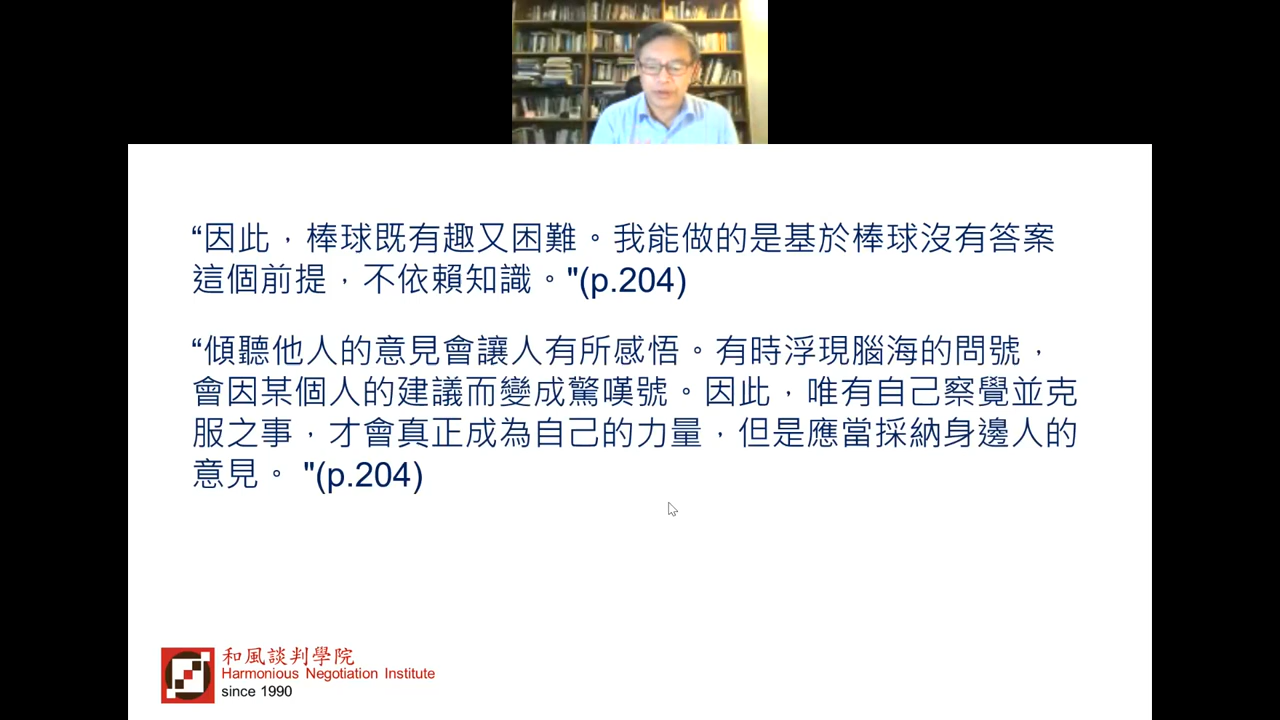 “因此，棒球既有趣又困難。我能做的是基於棒球沒有答案
這個前提，不依賴知識。"(p.204)
“傾聽他人的意見會讓人有所感悟。有時浮現腦海的問號，
會因某個人的建議而變成驚嘆號。因此，唯有自己察覺並克
服之事，才會真正成為自己的力量，但是應當採納身邊人的
意見。 "(p.204)
和風談判學院
Harmonious Negotiation Institute
since 1990